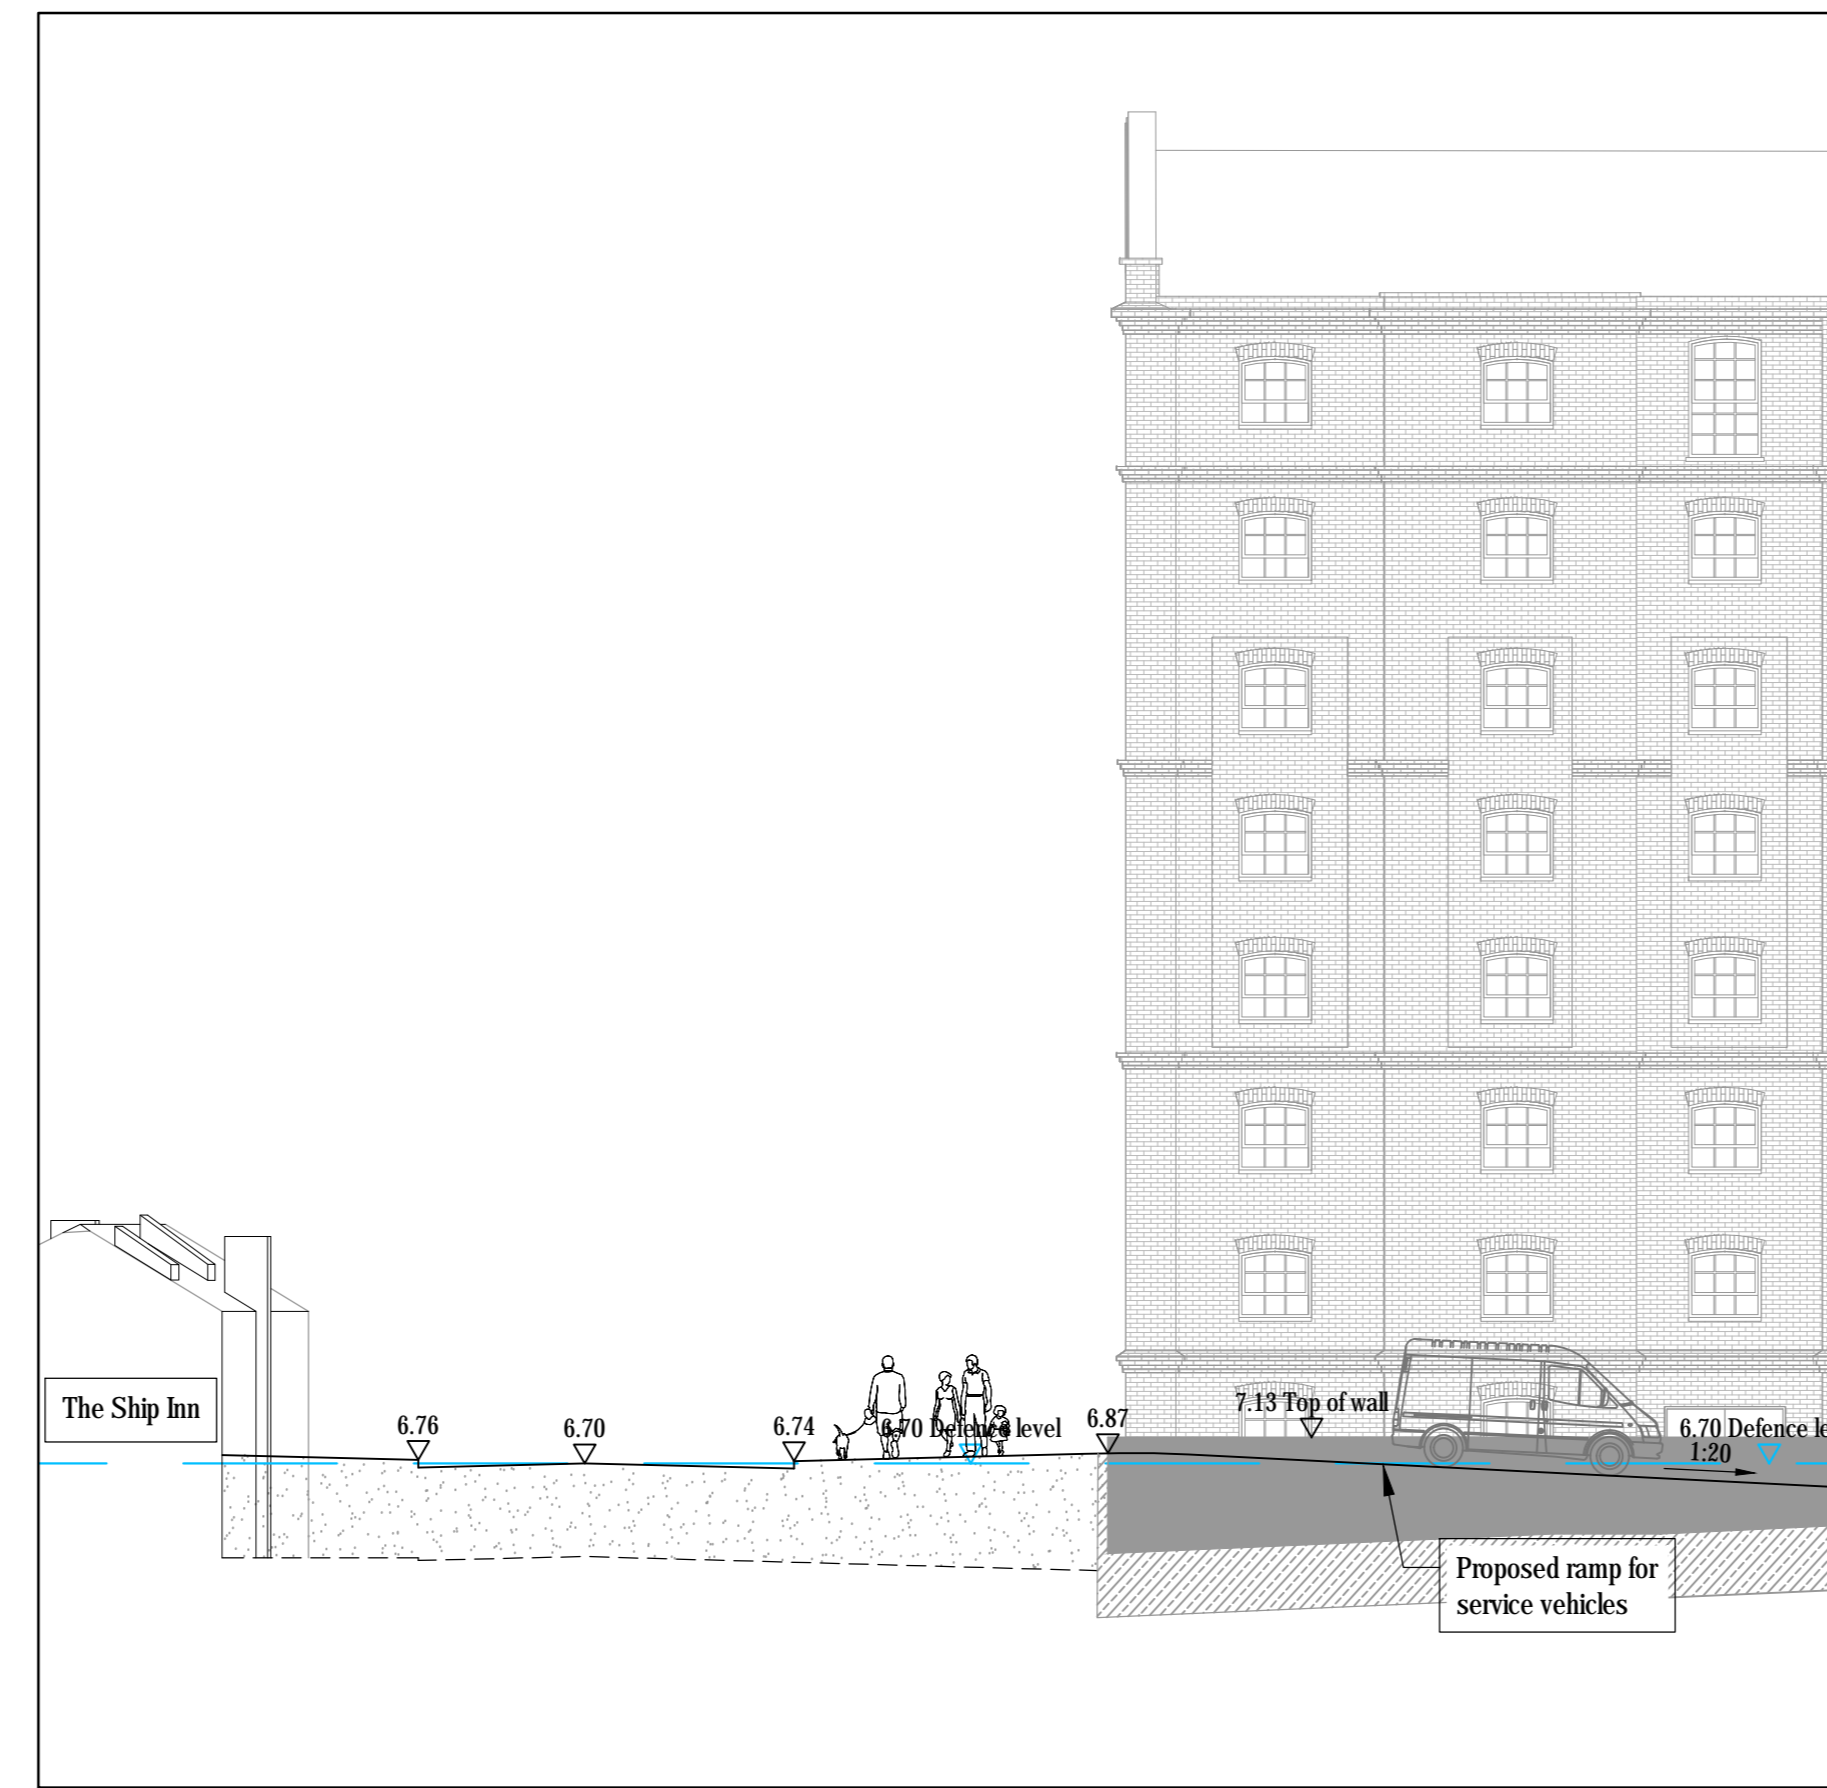 The Ship Inn
6.76
6.70
6.74
6.70 Defence level
6.87
7.13 Top of wall
6.70 Defence le
1:20
Proposed ramp for
service vehicles